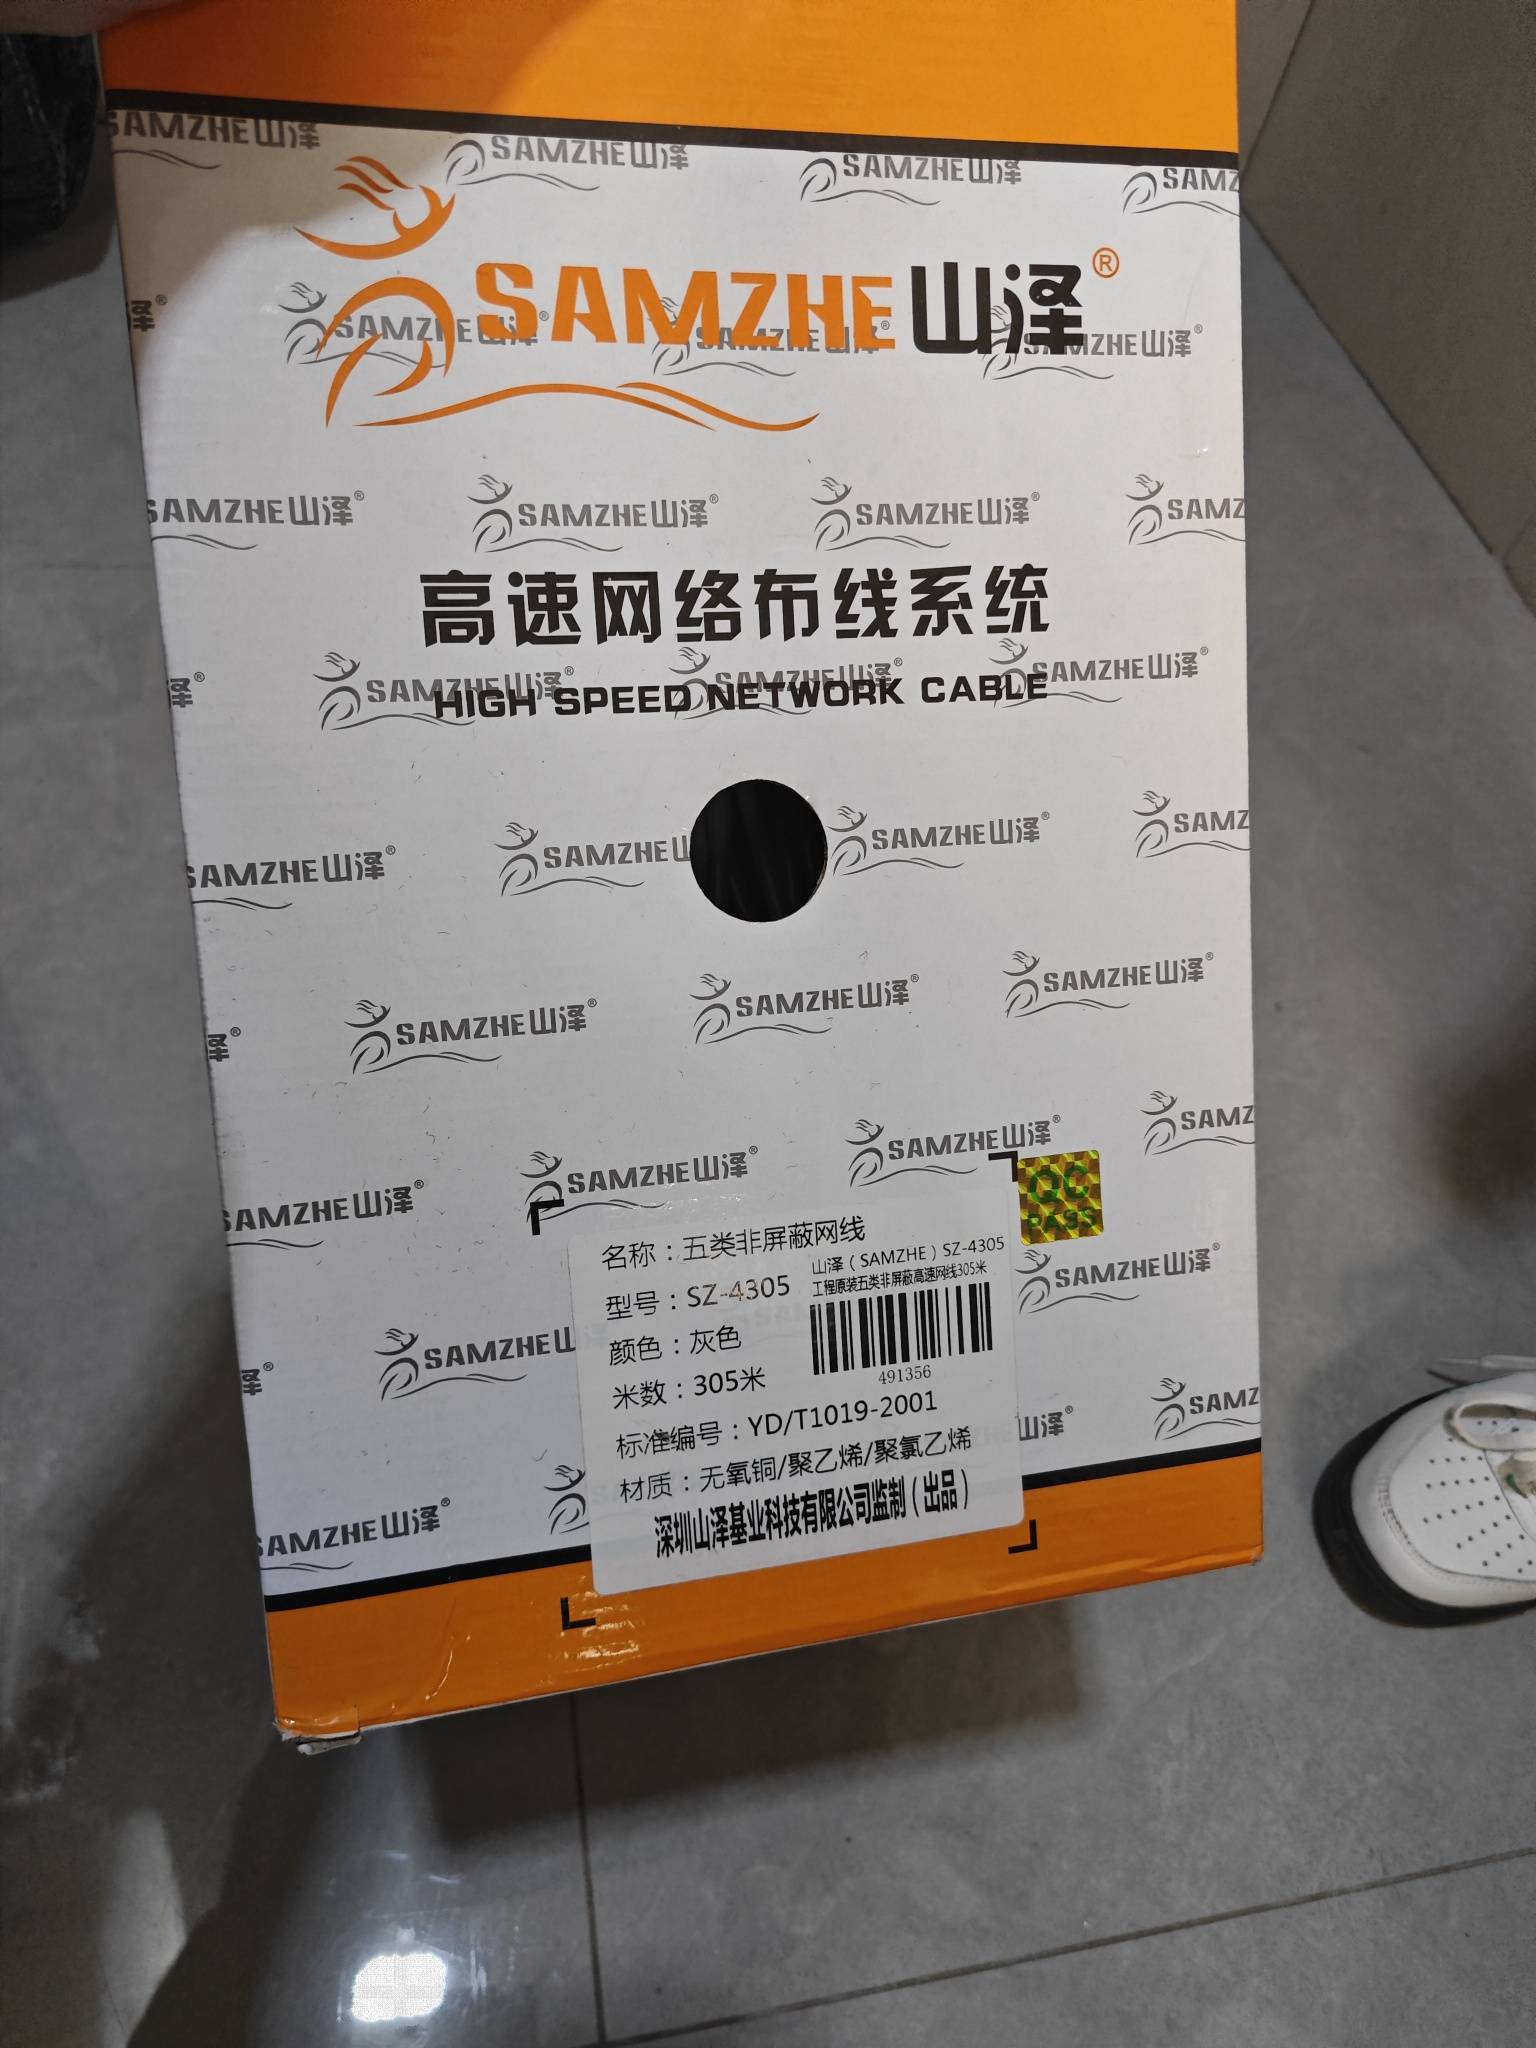 SAMZHE山泽®
高速网络布线系统
HIGH SPEED NETWORK CABLE
QC
PASS
名称：五类非屏蔽网线
型号：SZ-4305
山泽（SAMZHE）SZ-4305
工程原装五类非屏蔽高速网线305米
颜色：灰色
491356
米数：305米
标准编号：YD/T1019-2001
材质：无氧铜/聚乙烯/聚氯乙烯
深圳山泽基业科技有限公司监制（出品）